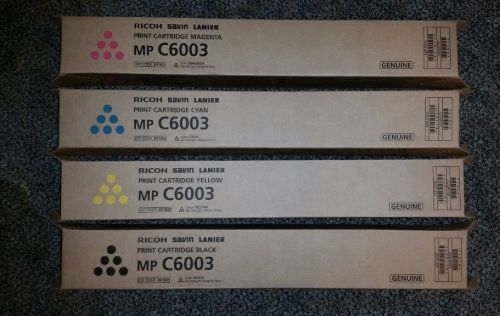 RICOH SAVIN LANIER
PRINT CARTRIDGE MAGENTA
MP C6003
GENUINE
RICOH SAVIN LANIER
PRINT CARTRIDGE CYAN
MP C6003
GENUINE
RICOH SAVIN LANIER
PRINT CARTRIDGE YELLOW
MP C6003
GENUINE
RICOH SAVIN LANIER
PRINT CARTRIDGE BLACK
MP C6003
GENUINE